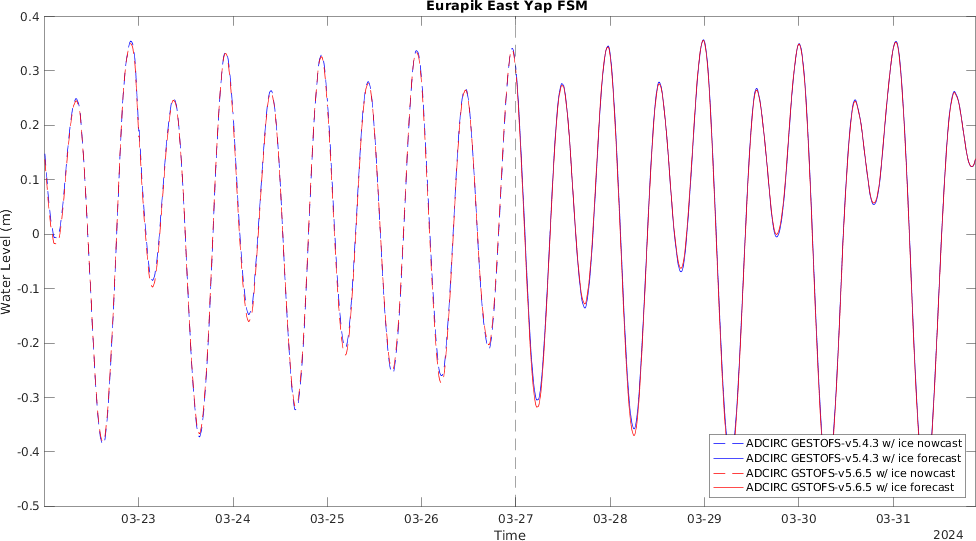 Eurapik East Yap FSM
0.4
0.3
0.2
0.1
0
-0.1
-0.2
-0.3
-0.4
-0.5
Water Level (m)
ADCIRC GESTOFS-v5.4.3 w/ ice nowcast
ADCIRC GESTOFS-v5.4.3 w/ ice forecast
ADCIRC GSTOFS-v5.6.5 w/ ice nowcast
ADCIRC GSTOFS-v5.6.5 w/ ice forecast
03-23 03-24 03-25 03-26 03-27 03-28 03-29 03-30 03-31
Time
2024